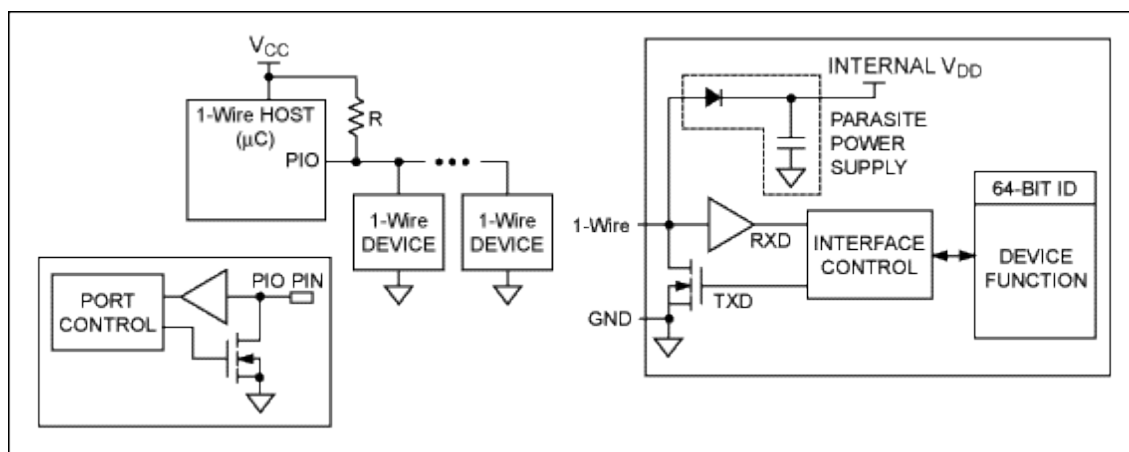 VCC
1-Wire HOST
(µC)
R
PIO
1-Wire
DEVICE
1-Wire
DEVICE
PORT
CONTROL
PIO PIN
INTERNAL VDD
PARASITE
POWER
SUPPLY
1-Wire
RXD
INTERFACE
CONTROL
TXD
GND
64-BIT ID
DEVICE
FUNCTION